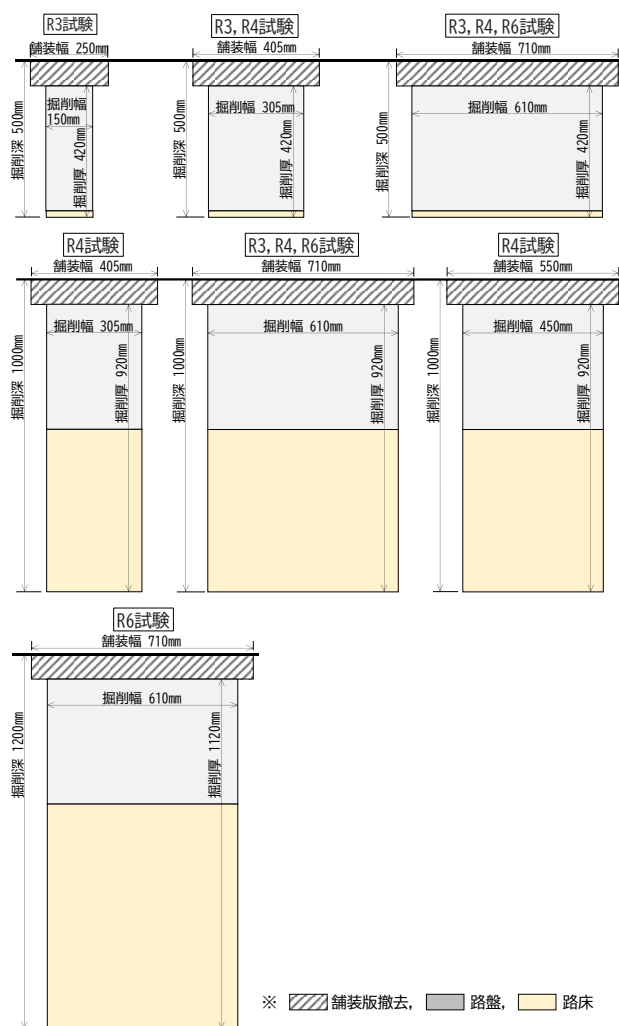 R3試験
舗装幅 250mm
掘削深 500mm
掘削幅
150mm
掘削厚 420mm
R3, R4試験
舗装幅 405mm
掘削深 500mm
掘削幅 305mm
掘削厚 420mm
R3, R4, R6試験
舗装幅 710mm
掘削深 500mm
掘削幅 610mm
掘削厚 420mm
R4試験
舗装幅 405mm
掘削深 1000mm
掘削幅 305mm
掘削厚 920mm
R3, R4, R6試験
舗装幅 710mm
掘削深 1000mm
掘削幅 610mm
掘削厚 920mm
R4試験
舗装幅 550mm
掘削深 1000mm
掘削幅 450mm
掘削厚 920mm
R6試験
舗装幅 710mm
掘削深 1200mm
掘削幅 610mm
掘削厚 1120mm
※ 舗装版撤去, 路盤, 路床